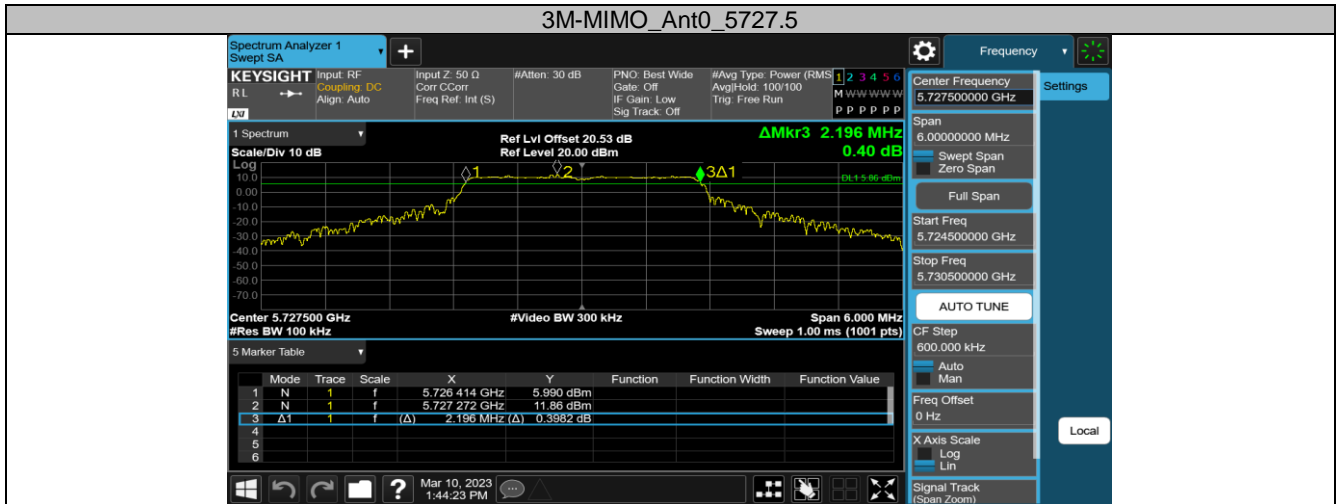 3M-MIMO_Ant0_5727.5
Spectrum Analyzer 1
Swept SA
+
Frequency
KEYSIGHT
RL
LXI
Input: RF
Coupling: DC
Align: Auto
Input Z: 50 Ω
Corr CCorr
Freq Ref: Int (S)
#Atten: 30 dB
PNO: Best Wide
Gate: Off
IF Gain: Low
Sig Track: Off
#Avg Type: Power (RMS
Avg|Hold: 100/100
Trig: Free Run
1 2 3 4 5 6
M W W W W W
P P P P P P
1 Spectrum
Scale/Div 10 dB
Ref Lvl Offset 20.53 dB
Ref Level 20.00 dBm
ΔMkr3 2.196 MHz
0.40 dB
Log
10.0
0.00
-10.0
-20.0
-30.0
-40.0
-50.0
-60.0
-70.0
1
2
3Δ1
DL1 5.86 dBm
Center 5.727500 GHz
#Res BW 100 kHz
#Video BW 300 kHz
Span 6.000 MHz
Sweep 1.00 ms (1001 pts)
5 Marker Table
Mode Trace Scale X Y Function Function Width Function Value
1 N 1 f 5.726 414 GHz 5.990 dBm
2 N 1 f 5.727 272 GHz 11.86 dBm
3 Δ1 1 f (Δ) 2.196 MHz (Δ) 0.3982 dB
4
5
6
? Mar 10, 2023
1:44:23 PM
Center Frequency
5.727500000 GHz
Settings
Span
6.00000000 MHz
Swept Span
Zero Span
Full Span
Start Freq
5.724500000 GHz
Stop Freq
5.730500000 GHz
AUTO TUNE
CF Step
600.000 kHz
Auto
Man
Freq Offset
0 Hz
X Axis Scale
Log
Lin
Local
Signal Track
(Span Zoom)